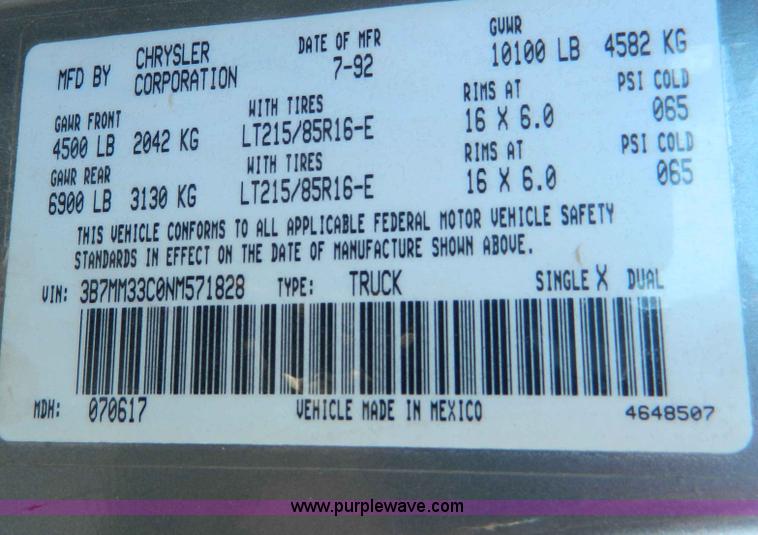 MFD BY CHRYSLER CORPORATION DATE OF MFR 7-92 GVWR 10100 LB 4582 KG
GAWR FRONT WITH TIRES RIMS AT PSI COLD
4500 LB 2042 KG LT215/85R16-E 16 X 6.0 065
GAWR REAR WITH TIRES RIMS AT PSI COLD
6900 LB 3130 KG LT215/85R16-E 16 X 6.0 065
THIS VEHICLE CONFORMS TO ALL APPLICABLE FEDERAL MOTOR VEHICLE SAFETY
STANDARDS IN EFFECT ON THE DATE OF MANUFACTURE SHOWN ABOVE.
VIN: 3B7MM33C0NM571828 TYPE: TRUCK SINGLE X DUAL
MDH: 070617 VEHICLE MADE IN MEXICO 4648507
www.purplewave.com